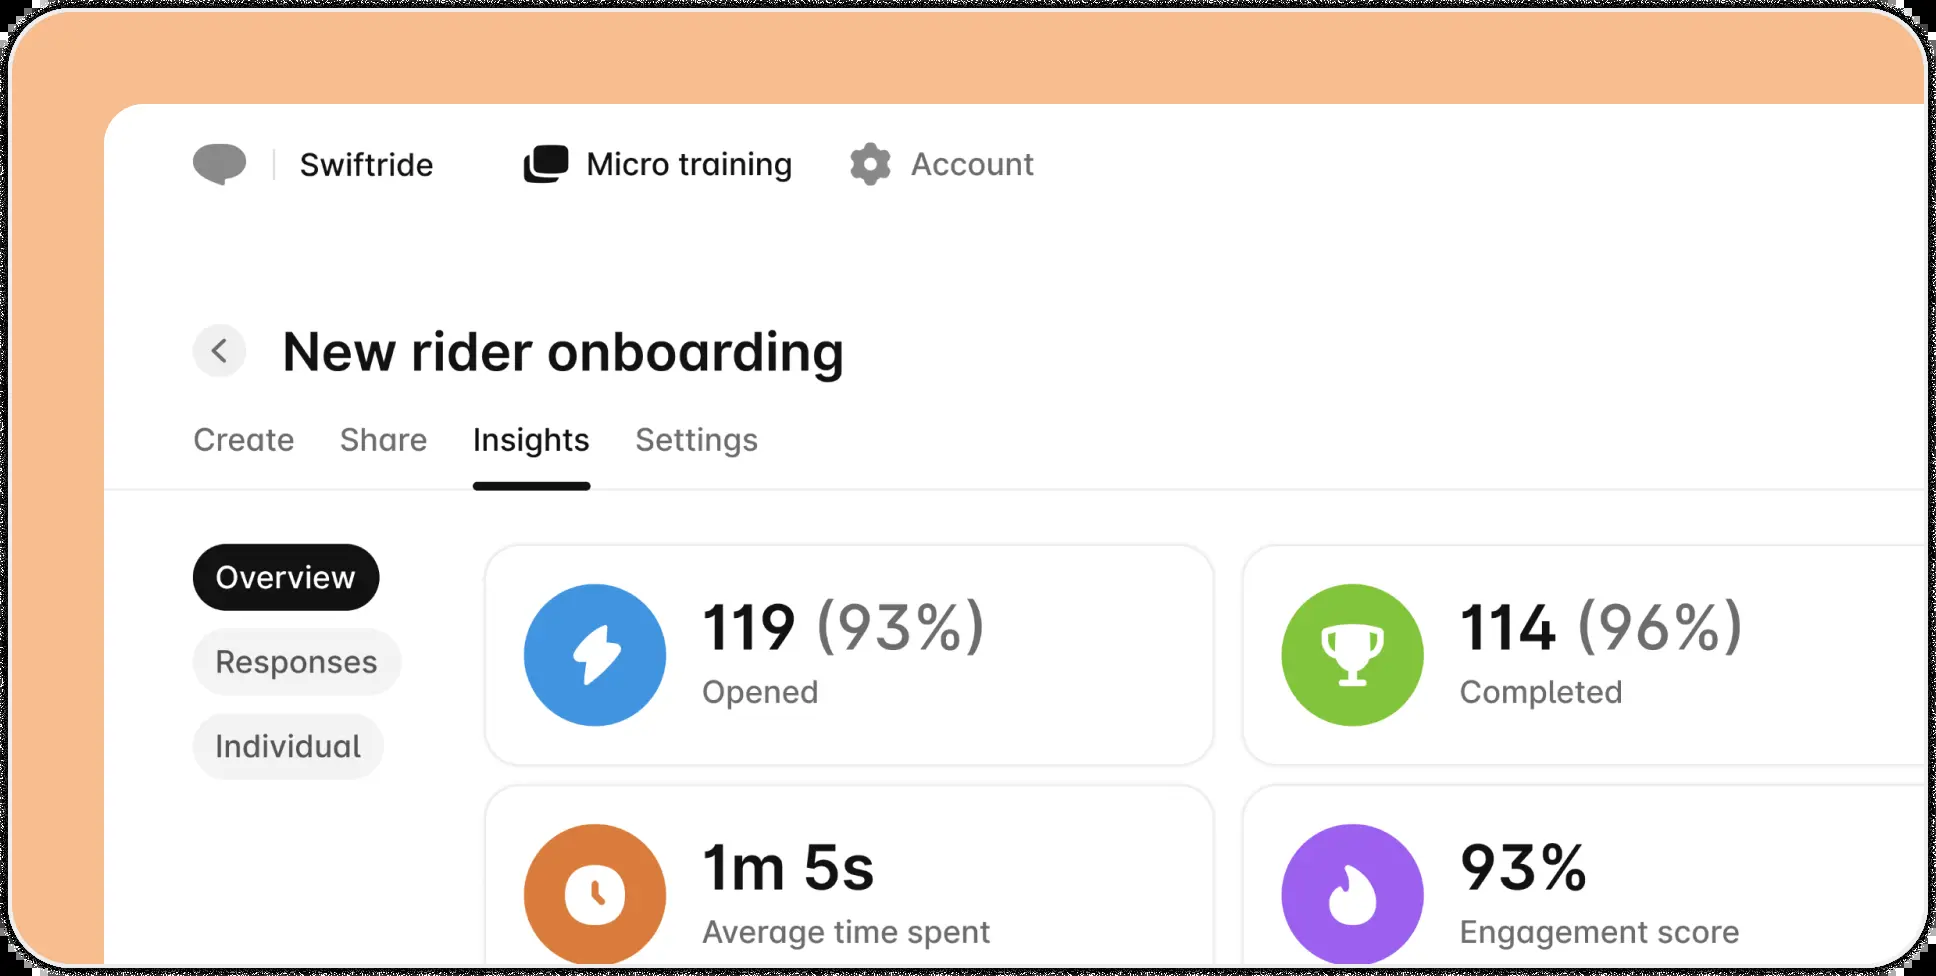 Swiftride Micro training Account
New rider onboarding
Create Share Insights Settings
Overview
Responses
Individual
119 (93%)
Opened
114 (96%)
Completed
1m 5s
Average time spent
93%
Engagement score